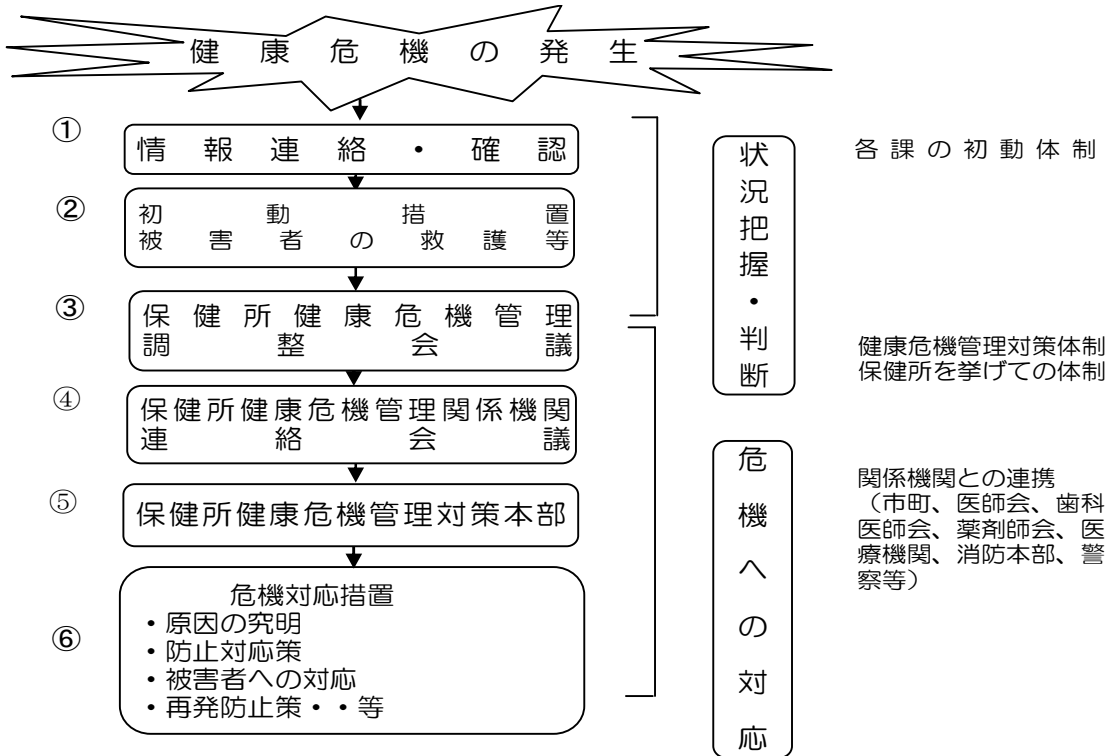 健康危機の発生
①
情報連絡・確認
②
初動措置
被害者の救護等
③
保健所健康危機管理
調整会議
④
保健所健康危機管理関係機関
連絡会議
⑤
保健所健康危機管理対策本部
⑥
危機対応措置
・原因の究明
・防止対応策
・被害者への対応
・再発防止策・・等
状況把握・判断
危機への対応
各課の初動体制
健康危機管理対策体制
保健所を挙げての体制
関係機関との連携
（市町、医師会、歯科
医師会、薬剤師会、医
療機関、消防本部、警
察等）